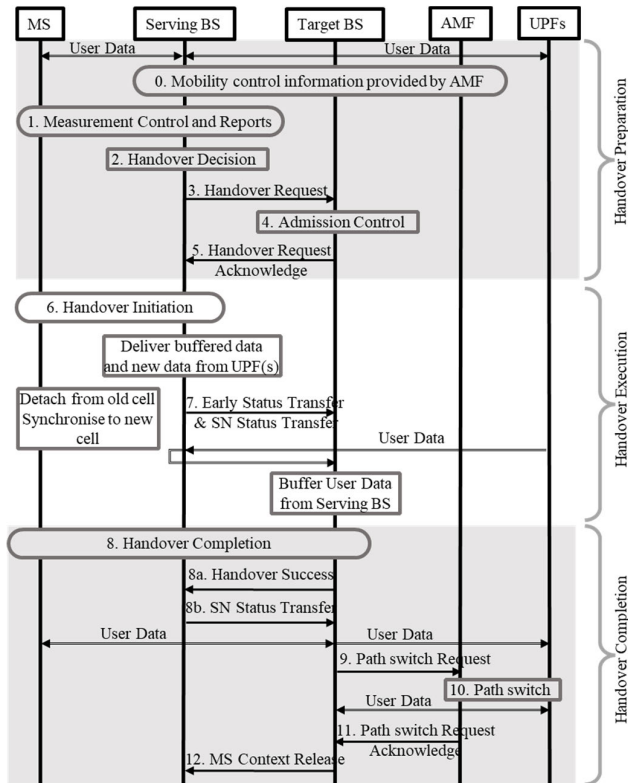 MS
Serving BS
Target BS
AMF
UPFs
User Data
User Data
0. Mobility control information provided by AMF
1. Measurement Control and Reports
2. Handover Decision
3. Handover Request
4. Admission Control
5. Handover Request
Acknowledge
Handover Preparation
6. Handover Initiation
Deliver buffered data
and new data from UPF(s)
Detach from old cell
Synchronise to new
cell
7. Early Status Transfer
& SN Status Transfer
User Data
Buffer User Data
from Serving BS
Handover Execution
8. Handover Completion
8a. Handover Success
8b. SN Status Transfer
User Data
User Data
9. Path switch Request
10. Path switch
User Data
11. Path switch Request
Acknowledge
12. MS Context Release
Handover Completion